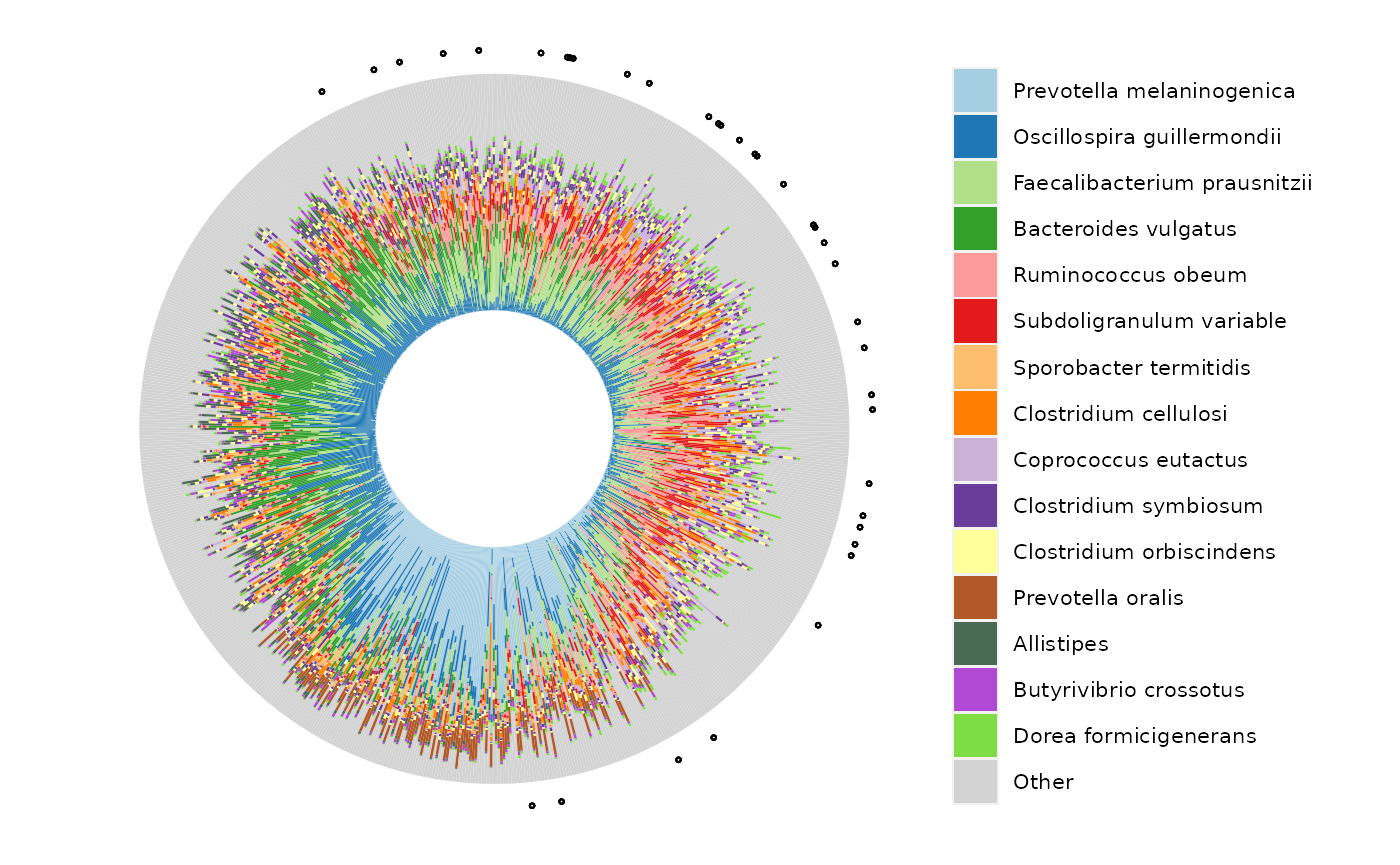 Prevotella melaninogenica
Oscillospira guillermondii
Faecalibacterium prausnitzii
Bacteroides vulgatus
Ruminococcus obeum
Subdoligranulum variable
Sporobacter termitidis
Clostridium cellulosi
Coprococcus eutactus
Clostridium symbiosum
Clostridium orbiscindens
Prevotella oralis
Allistipes
Butyrivibrio crossotus
Dorea formicigenerans
Other